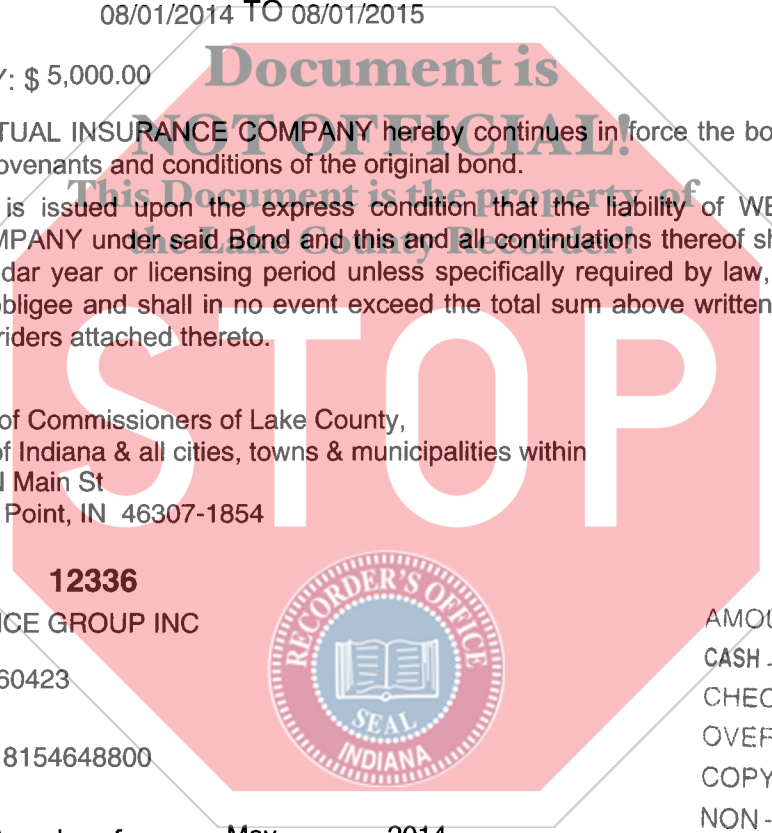 08/01/2014 TO 08/01/2015
Y: $ 5,000.00
Document is
TUAL INSURANCE COMPANY hereby continues in force the bo
NOT OFFICIAL!
ovenants and conditions of the original bond.
This Document is the property of
is issued upon the express condition that the liability of WE
the Lake County Recorder!
MPANY under said Bond and this and all continuations thereof sh
dar year or licensing period unless specifically required by law,
bligee and shall in no event exceed the total sum above written
riders attached thereto.
STOP
of Commissioners of Lake County,
of Indiana & all cities, towns & municipalities within
N Main St
Point, IN 46307-1854
12336
NCE GROUP INC
60423
8154648800
RECORDER'S OFFICE
SEAL
INDIANA
AMOU
CASH
CHEC
OVER
COPY
NON-
May 2014